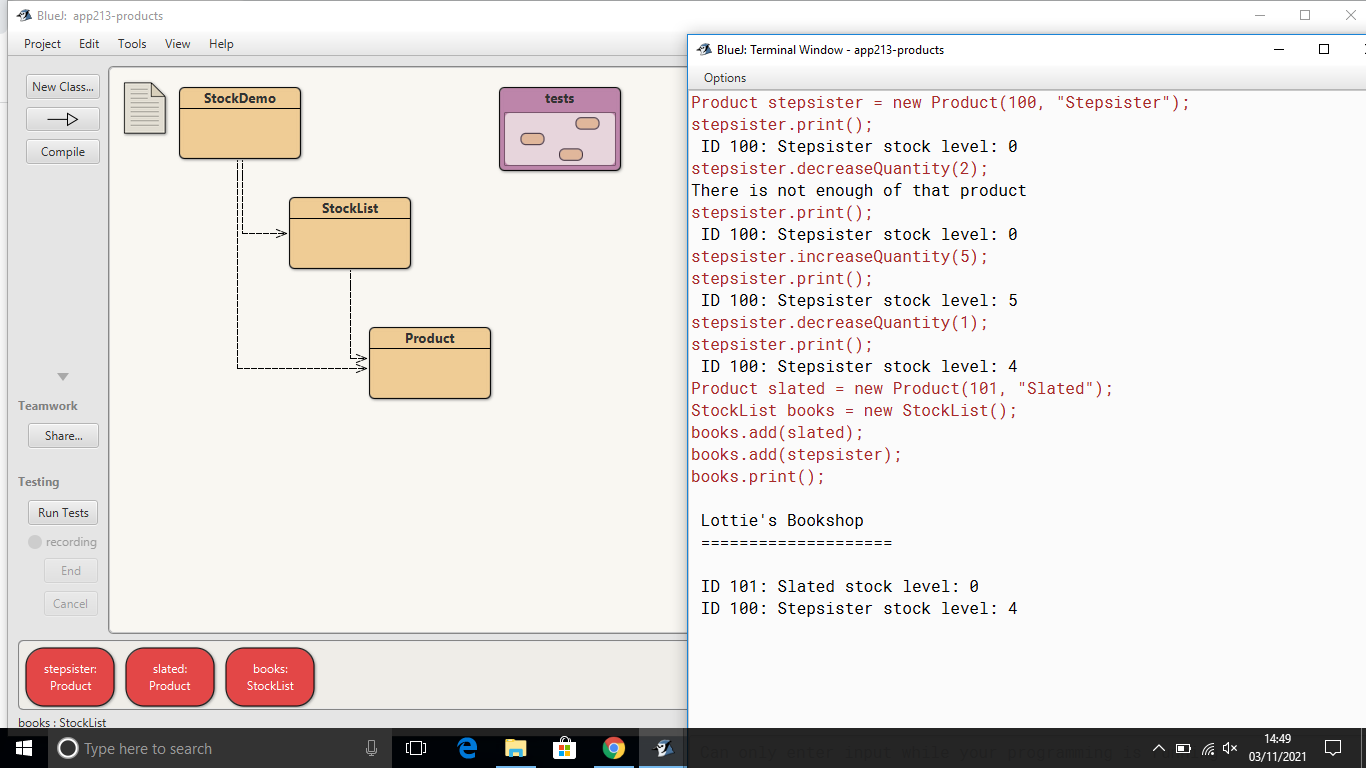 BlueJ: app213-products
Project Edit Tools View Help
New Class...
Compile
Teamwork
Share...
Testing
Run Tests
recording
End
Cancel
StockDemo
tests
StockList
Product
BlueJ: Terminal Window - app213-products
Options
Product stepsister = new Product(100, "Stepsister");
stepsister.print();
ID 100: Stepsister stock level: 0
stepsister.decreaseQuantity(2);
There is not enough of that product
stepsister.print();
ID 100: Stepsister stock level: 0
stepsister.increaseQuantity(5);
stepsister.print();
ID 100: Stepsister stock level: 5
stepsister.decreaseQuantity(1);
stepsister.print();
ID 100: Stepsister stock level: 4
Product slated = new Product(101, "Slated");
StockList books = new StockList();
books.add(slated);
books.add(stepsister);
books.print();
Lottie's Bookshop
====================
ID 101: Slated stock level: 0
ID 100: Stepsister stock level: 4
stepsister:
Product
slated:
Product
books:
StockList
books : StockList
Type here to search
14:49
03/11/2021